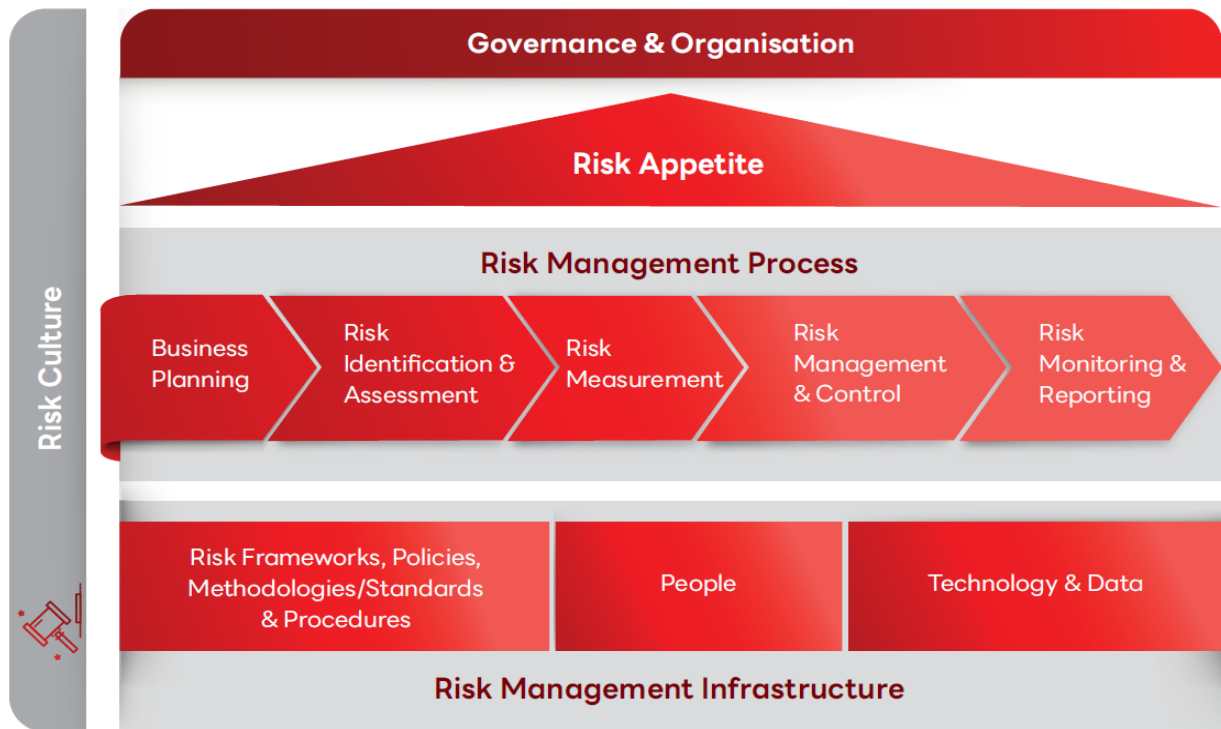 Governance & Organisation
Risk Appetite
Risk Culture
Risk Management Process
Business
Planning
Risk
Identification &
Assessment
Risk
Measurement
Risk
Management
& Control
Risk
Monitoring &
Reporting
Risk Frameworks, Policies,
Methodologies/Standards
& Procedures
People
Technology & Data
Risk Management Infrastructure